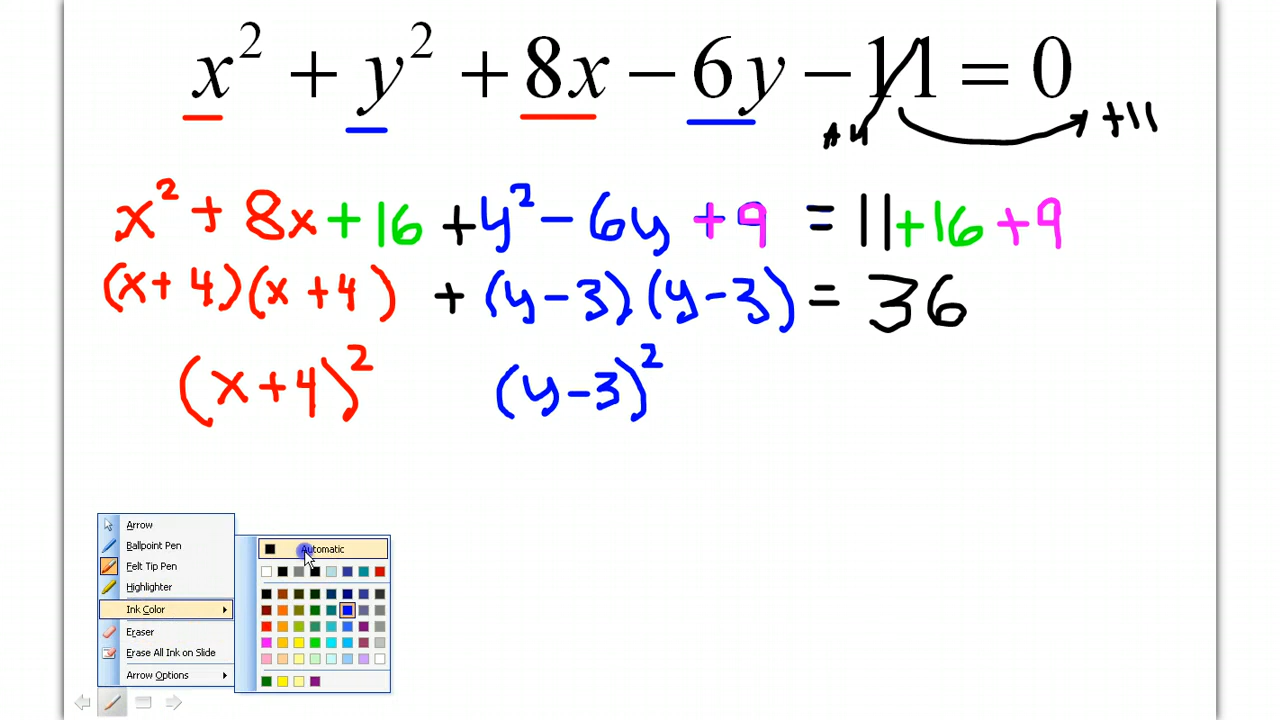 x² + y² + 8x − 6y − 11 = 0
+11 +11
x² + 8x + 16 + y² − 6y + 9 = 11 + 16 + 9
(x + 4)(x + 4) + (y − 3)(y − 3) = 36
(x + 4)² (y − 3)²
Arrow
Ballpoint Pen
Felt Tip Pen
Highlighter
Ink Color
Eraser
Erase All Ink on Slide
Arrow Options
Automatic